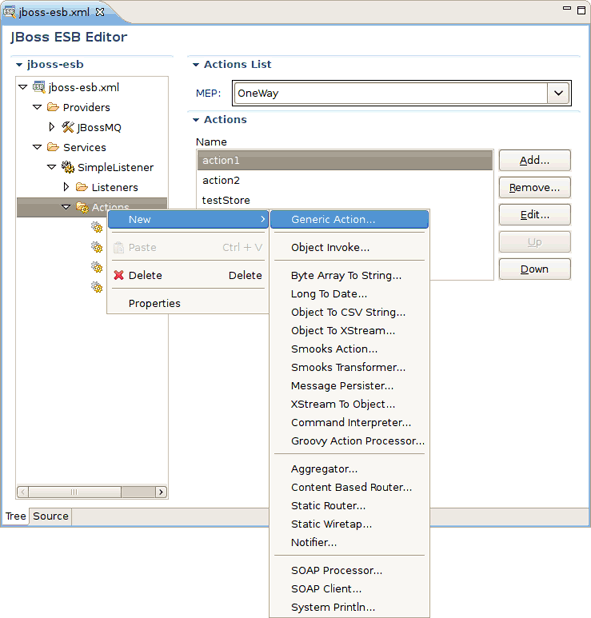 jboss-esb.xml
JBoss ESB Editor
jboss-esb
jboss-esb.xml
Providers
JBossMQ
Services
SimpleListener
Listeners
Actions
Actions List
MEP: OneWay
Actions
Name
action1
action2
testStore
Add...
Remove...
Edit...
Up
Down
New
Paste Ctrl + V
Delete Delete
Properties
Generic Action...
Object Invoke...
Byte Array To String...
Long To Date...
Object To CSV String...
Object To XStream...
Smooks Action...
Smooks Transformer...
Message Persister...
XStream To Object...
Command Interpreter...
Groovy Action Processor...
Aggregator...
Content Based Router...
Static Router...
Static Wiretap...
Notifier...
SOAP Processor...
SOAP Client...
System Println...
Tree Source